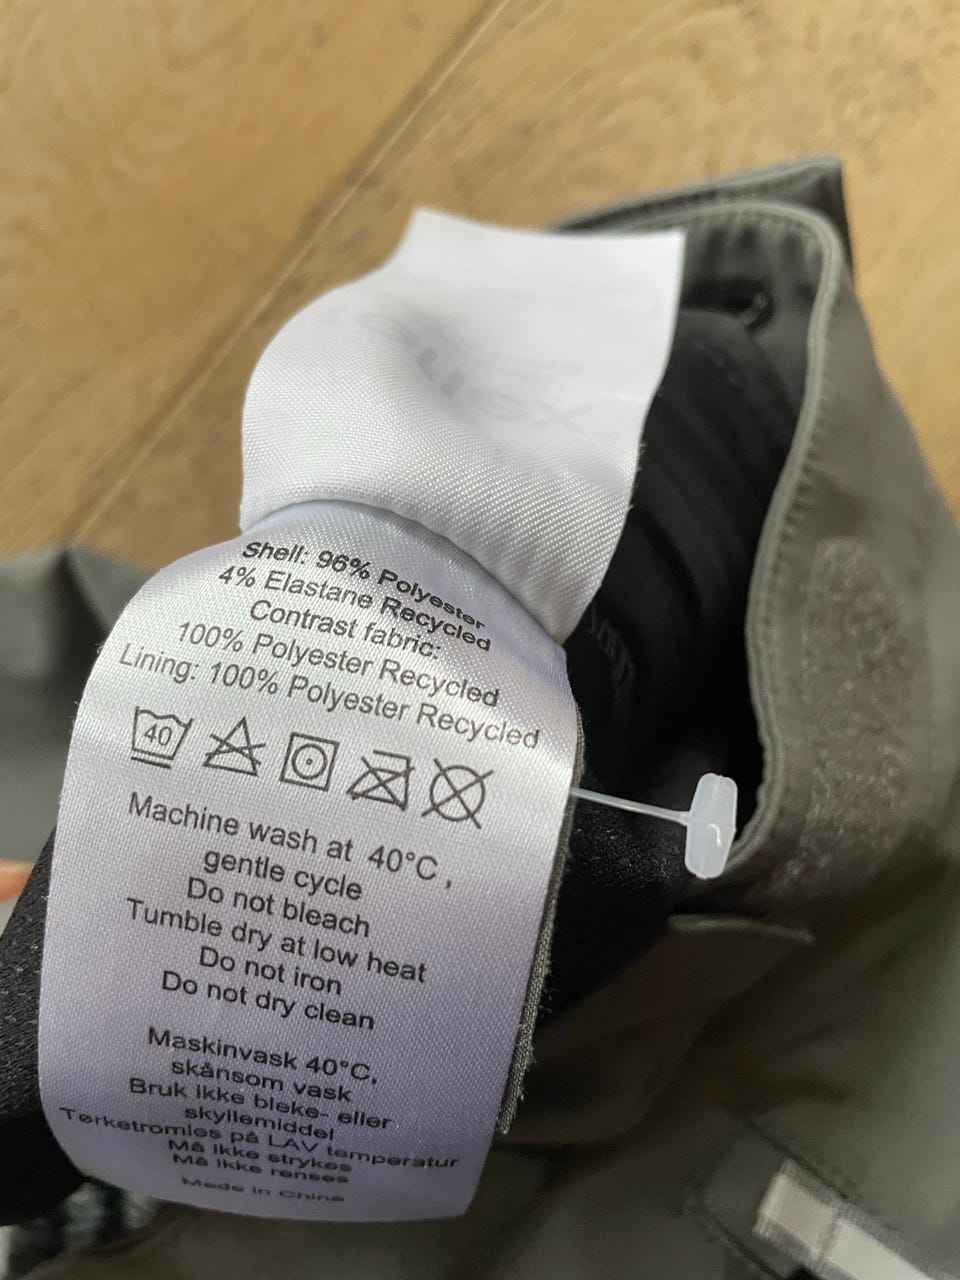 Shell: 96% Polyester
4% Elastane Recycled
Contrast fabric:
100% Polyester Recycled
Lining: 100% Polyester Recycled
40
Machine wash at 40°C,
gentle cycle
Do not bleach
Tumble dry at low heat
Do not iron
Do not dry clean
Maskinvask 40°C,
skånsom vask
Bruk ikke bleke- eller
skyllemiddel
Tørketromles på LAV temperatur
Må ikke strykes
Må ikke renses
Made in China